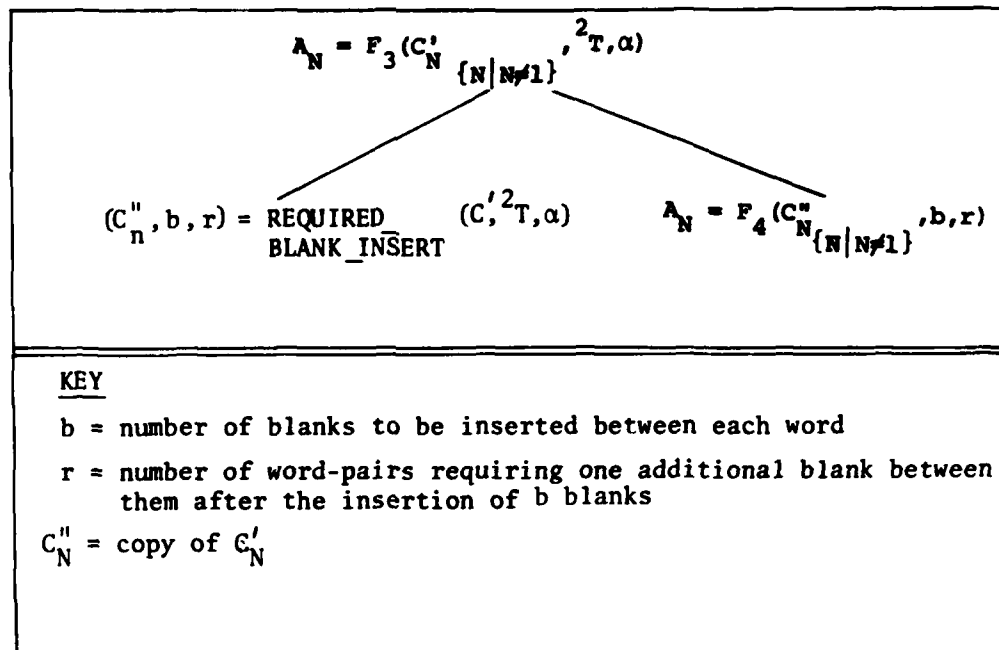 A_N = F_3(C'_N {N|N≠1}, ²T, α)
(C"_n, b, r) = REQUIRED_ (C,' ²T, α) A_N = F_4(C"_N {N|N≠1}, b, r)
BLANK_INSERT
KEY
b = number of blanks to be inserted between each word
r = number of word-pairs requiring one additional blank between
them after the insertion of b blanks
C"_N = copy of C'_N